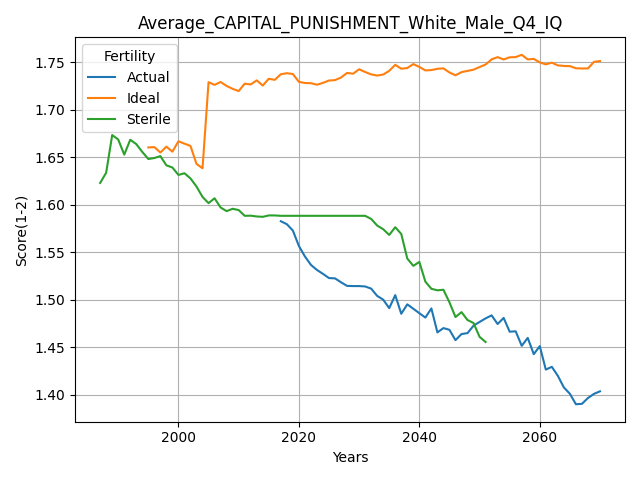 Average_CAPITAL_PUNISHMENT_White_Male_Q4_IQ
Fertility
Actual
Ideal
Sterile
Score(1-2)
1.75
1.70
1.65
1.60
1.55
1.50
1.45
1.40
2000
2020
2040
2060
Years